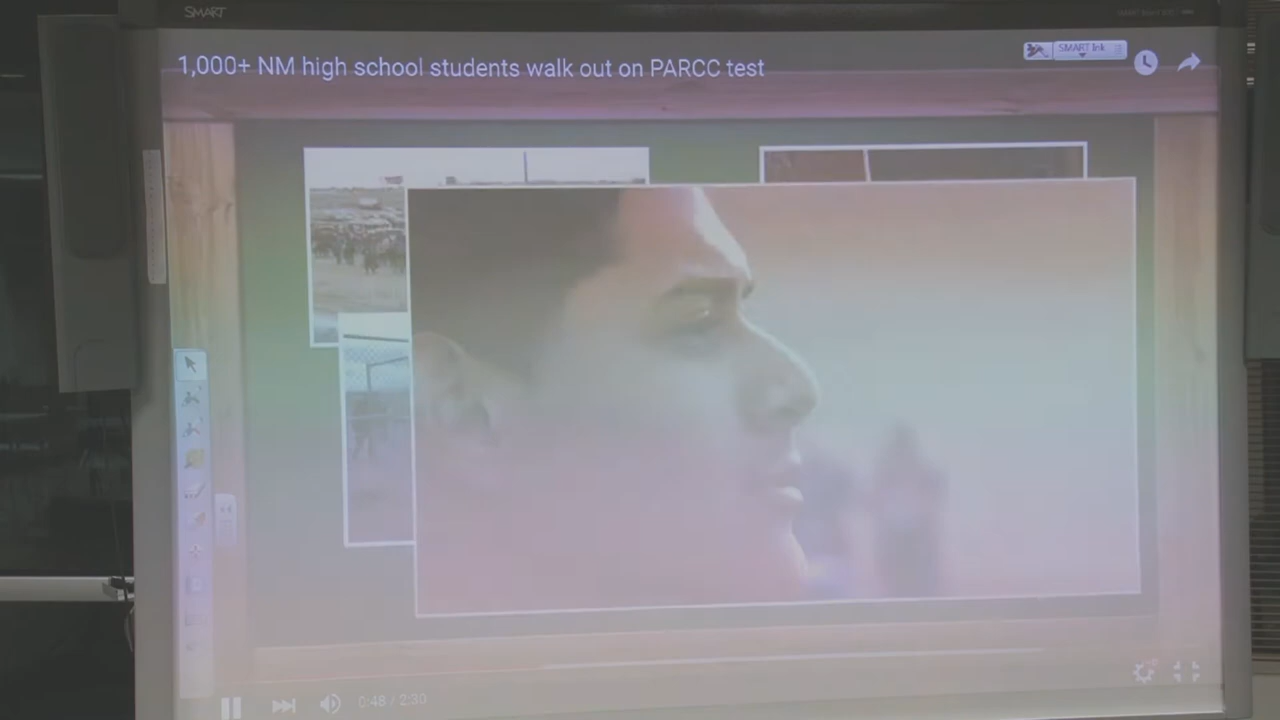 SMART
SMART Ink
1,000+ NM high school students walk out on PARCC test
0:48 / 2:30